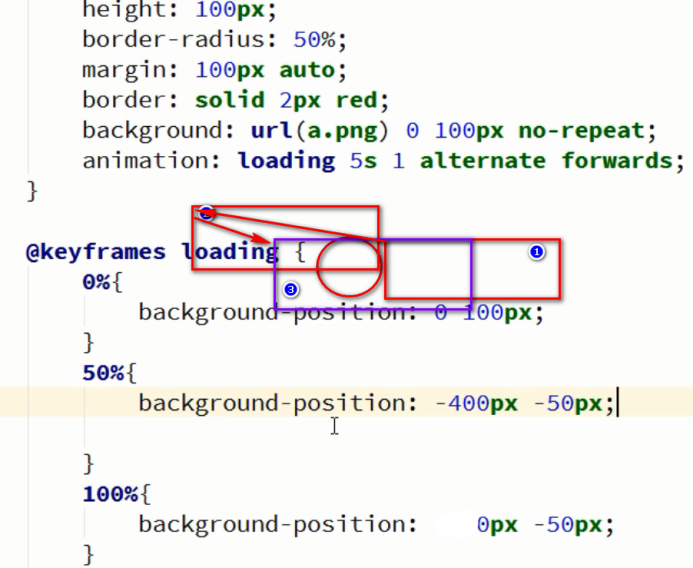 height: 100px;
border-radius: 50%;
margin: 100px auto;
border: solid 2px red;
background: url(a.png) 0 100px no-repeat;
animation: loading 5s 1 alternate forwards;
}
2
@keyframes loading {
1
0%{
3
background-position: 0 100px;
}
50%{
background-position: -400px -50px;
}
100%{
background-position: 0px -50px;
}